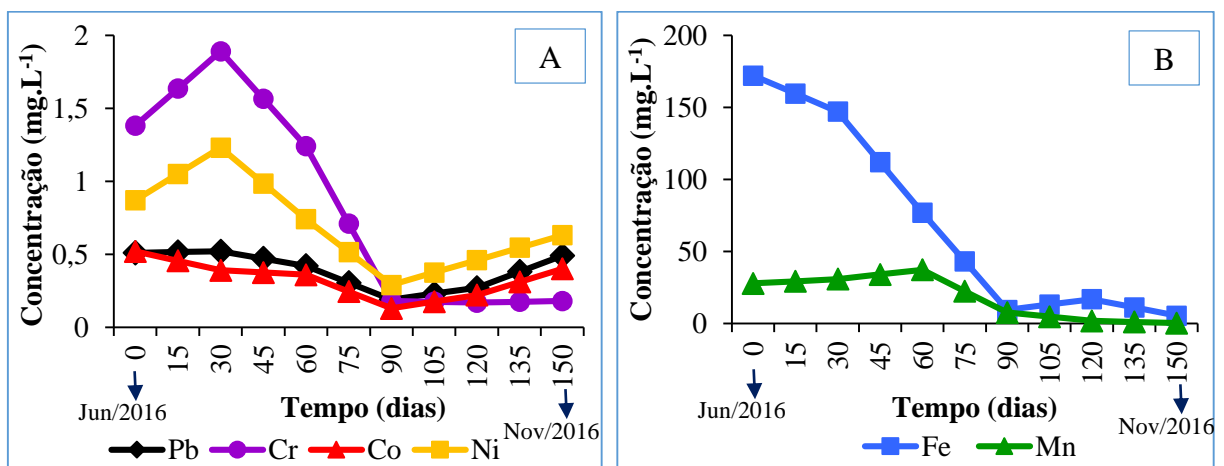 A
Concentração (mg.L-1)
2
1,5
1
0,5
0
0 15 30 45 60 75 90 105 120 135 150
Tempo (dias)
Jun/2016
Nov/2016
Pb Cr Co Ni
B
Concentração (mg.L-1)
200
150
100
50
0
0 15 30 45 60 75 90 105 120 135 150
Tempo (dias)
Jun/2016
Nov/2016
Fe Mn